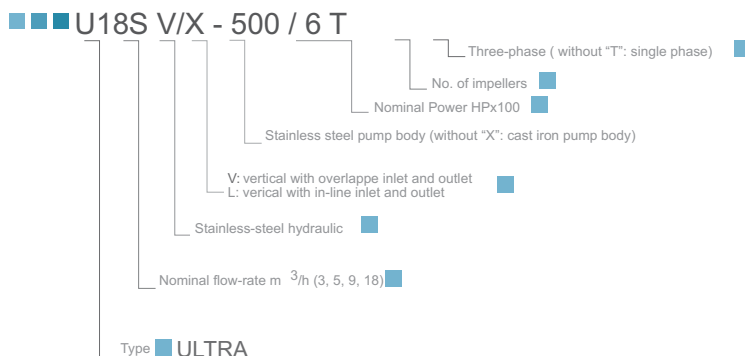 U18S V/X - 500 / 6 T
Three-phase ( without “T”: single phase)
No. of impellers
Nominal Power HPx100
Stainless steel pump body (without “X”: cast iron pump body)
V: vertical with overlappe inlet and outlet
L: verical with in-line inlet and outlet
Stainless-steel hydraulic
Nominal flow-rate m 3/h (3, 5, 9, 18)
Type ULTRA